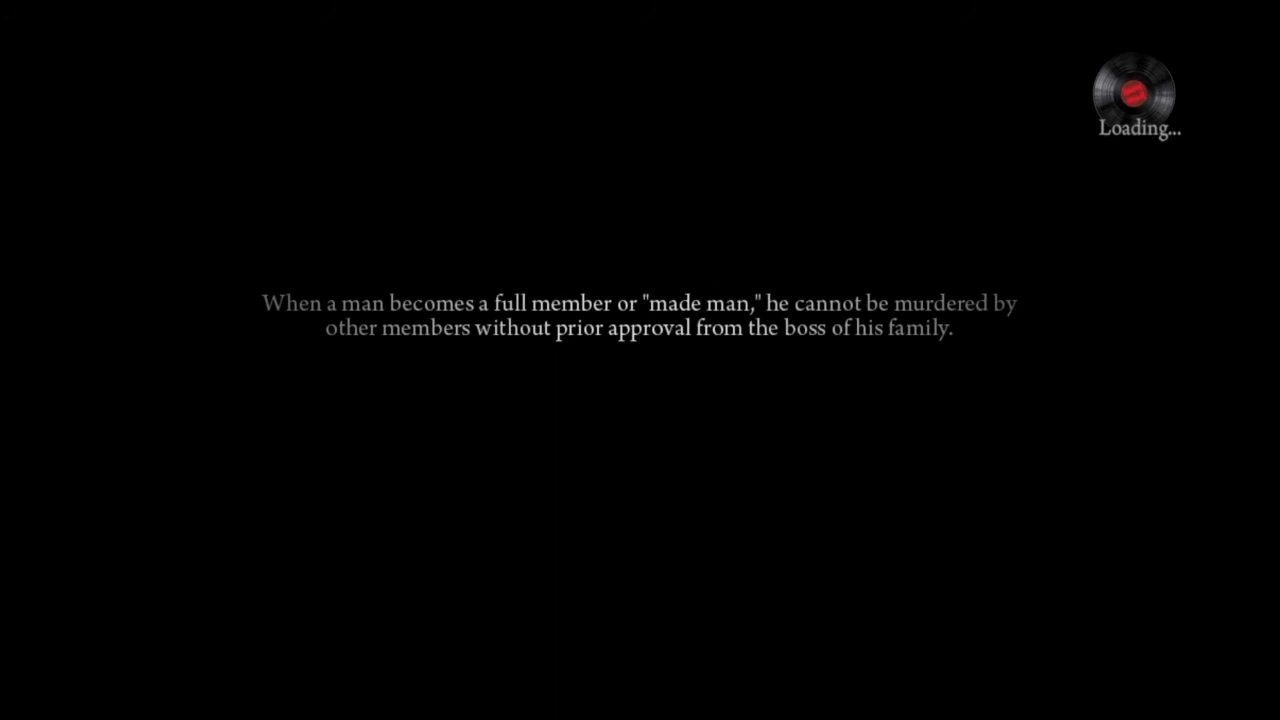 Loading...
When a man becomes a full member or "made man," he cannot be murdered by
other members without prior approval from the boss of his family.